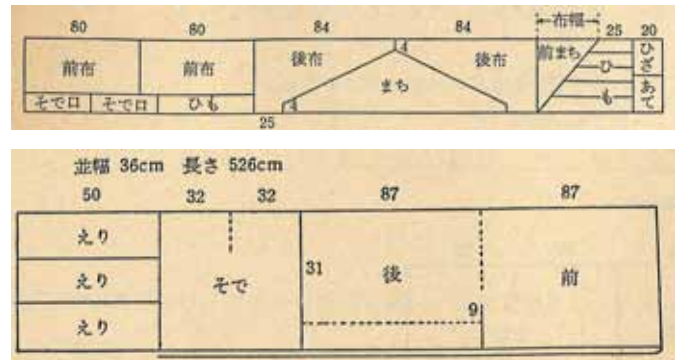 80 80 84 84 布幅 25 20
前布 前布 後布 4 まち 後布 前まち ひも ひざあて
そで口 そで口 ひも 4
25
並幅 36cm 長さ 526cm
50 32 32 87 87
えり
えり そで 31 後 前
えり 9